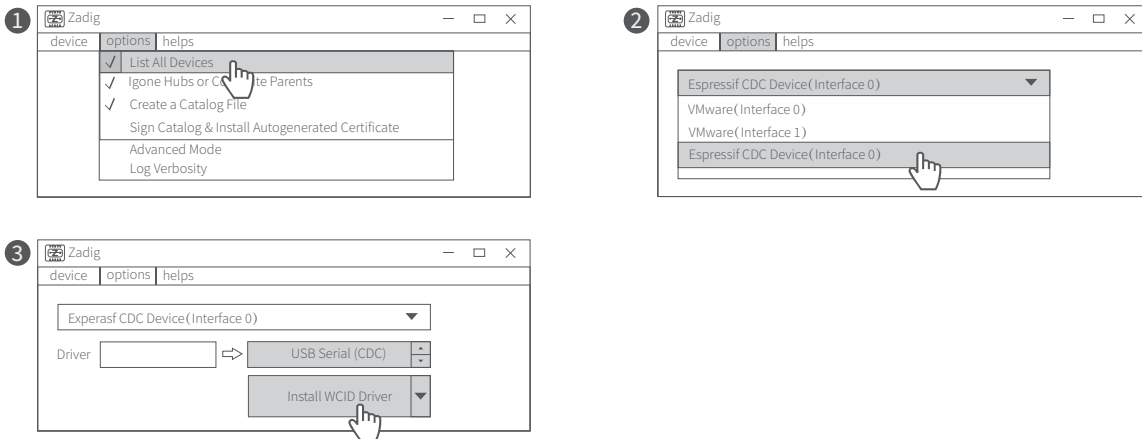 1
Zadig
device options helps
List All Devices
Igone Hubs or Co te Parents
Create a Catalog File
Sign Catalog & Install Autogenerated Certificate
Advanced Mode
Log Verbosity
2
Zadig
device options helps
Espressif CDC Device(Interface 0)
VMware(Interface 0)
VMware(Interface 1)
Espressif CDC Device(Interface 0)
3
Zadig
device options helps
Experasf CDC Device(Interface 0)
Driver USB Serial (CDC)
Install WCID Driver